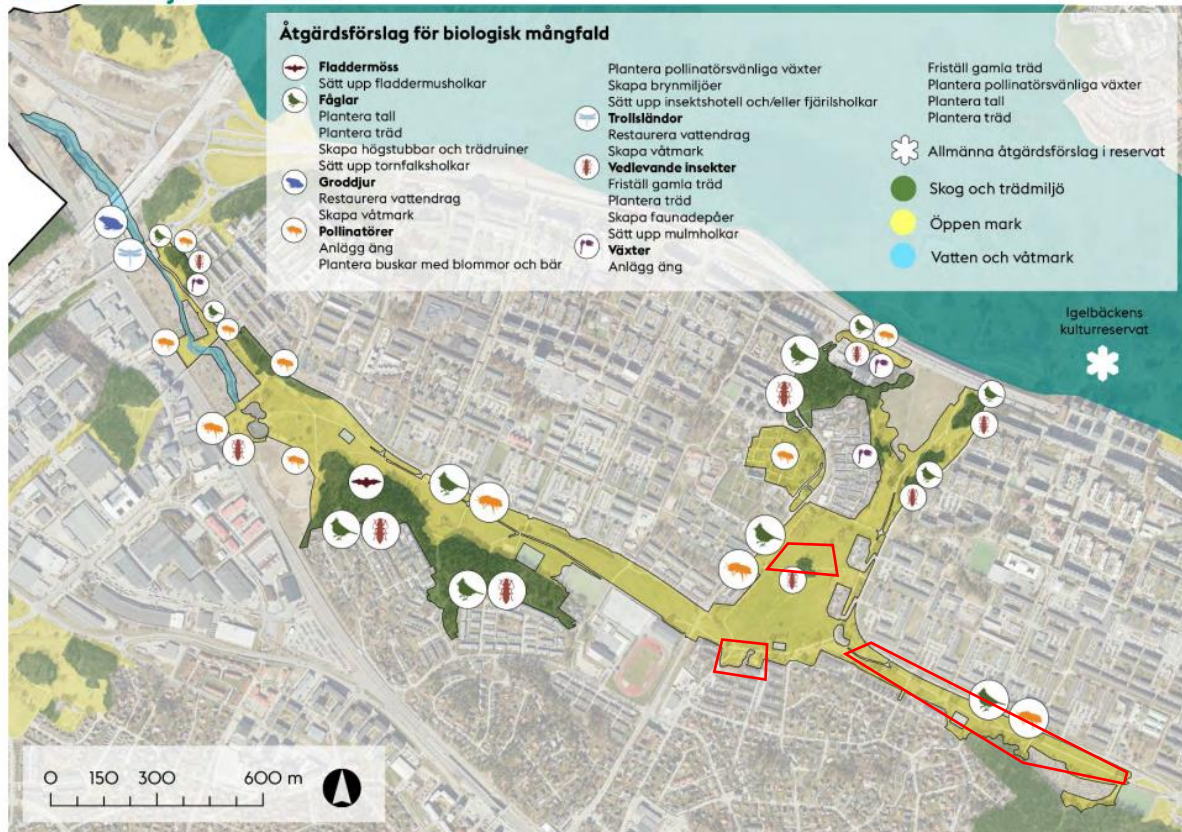 Åtgärdsförslag för biologisk mångfald
Fladdermöss
Sätt upp fladdermusholkar
Fåglar
Plantera tall
Plantera träd
Skapa högstubbar och trädruiner
Sätt upp tornfalksholkar
Groddjur
Restaurera vattendrag
Skapa våtmark
Pollinatörer
Anlägg äng
Plantera buskar med blommor och bär
Plantera pollinatörsvänliga växter
Skapa brynmiljöer
Sätt upp insektshotell och/eller fjärilsholkar
Trollsländor
Restaurera vattendrag
Skapa våtmark
Vedlevande insekter
Friställ gamla träd
Plantera träd
Skapa faunadepåer
Sätt upp mulmholkar
Växter
Anlägg äng
Friställ gamla träd
Plantera pollinatörsvänliga växter
Plantera tall
Plantera träd
Allmänna åtgärdsförslag i reservat
Skog och trädmiljö
Öppen mark
Vatten och våtmark
Igelbäckens
kulturreservat
0 150 300 600 m